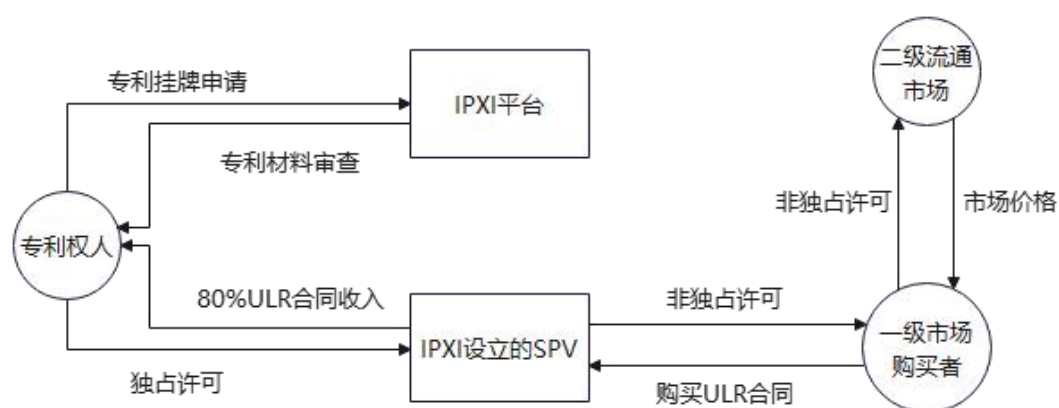 专利挂牌申请
IPXI平台
专利材料审查
二级流通
市场
非独占许可
市场价格
专利权人
80%ULR合同收入
非独占许可
IPXI设立的SPV
一级市场
购买者
独占许可
购买ULR合同